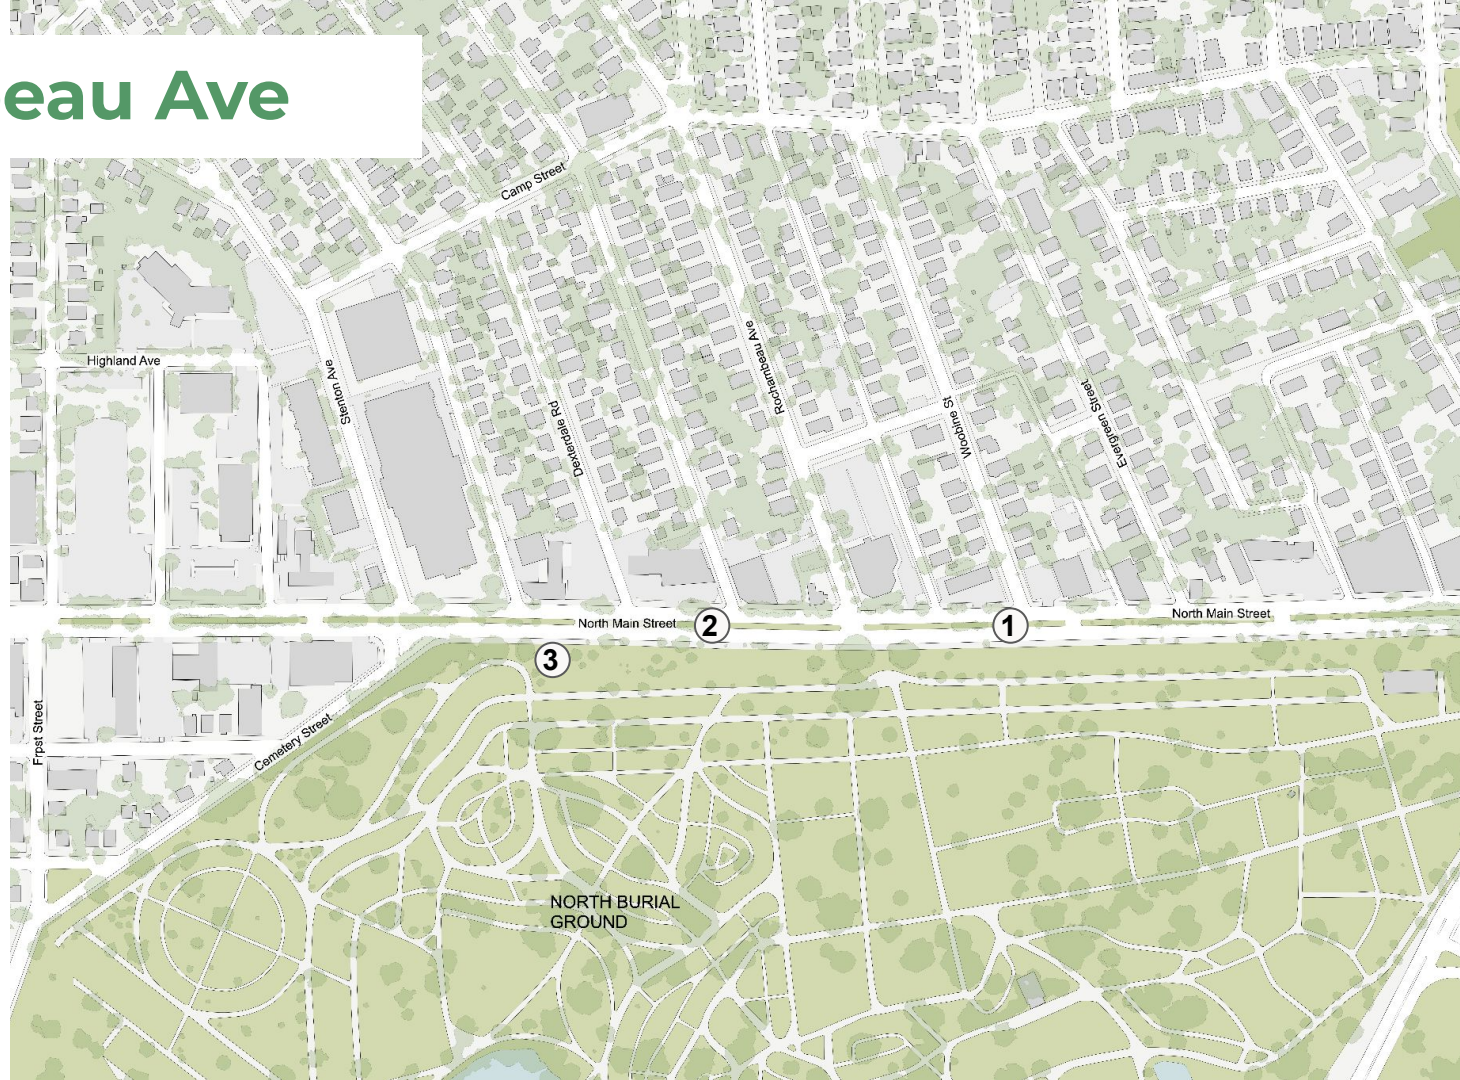 eau Ave
Camp Street
Highland Ave
Stenton Ave
Rochambeau Ave
Dexterdale Rd
Woobine St
Evergreen Street
North Main Street
North Main Street
2
1
3
Frpst Street
Cemetery Street
NORTH BURIAL
GROUND